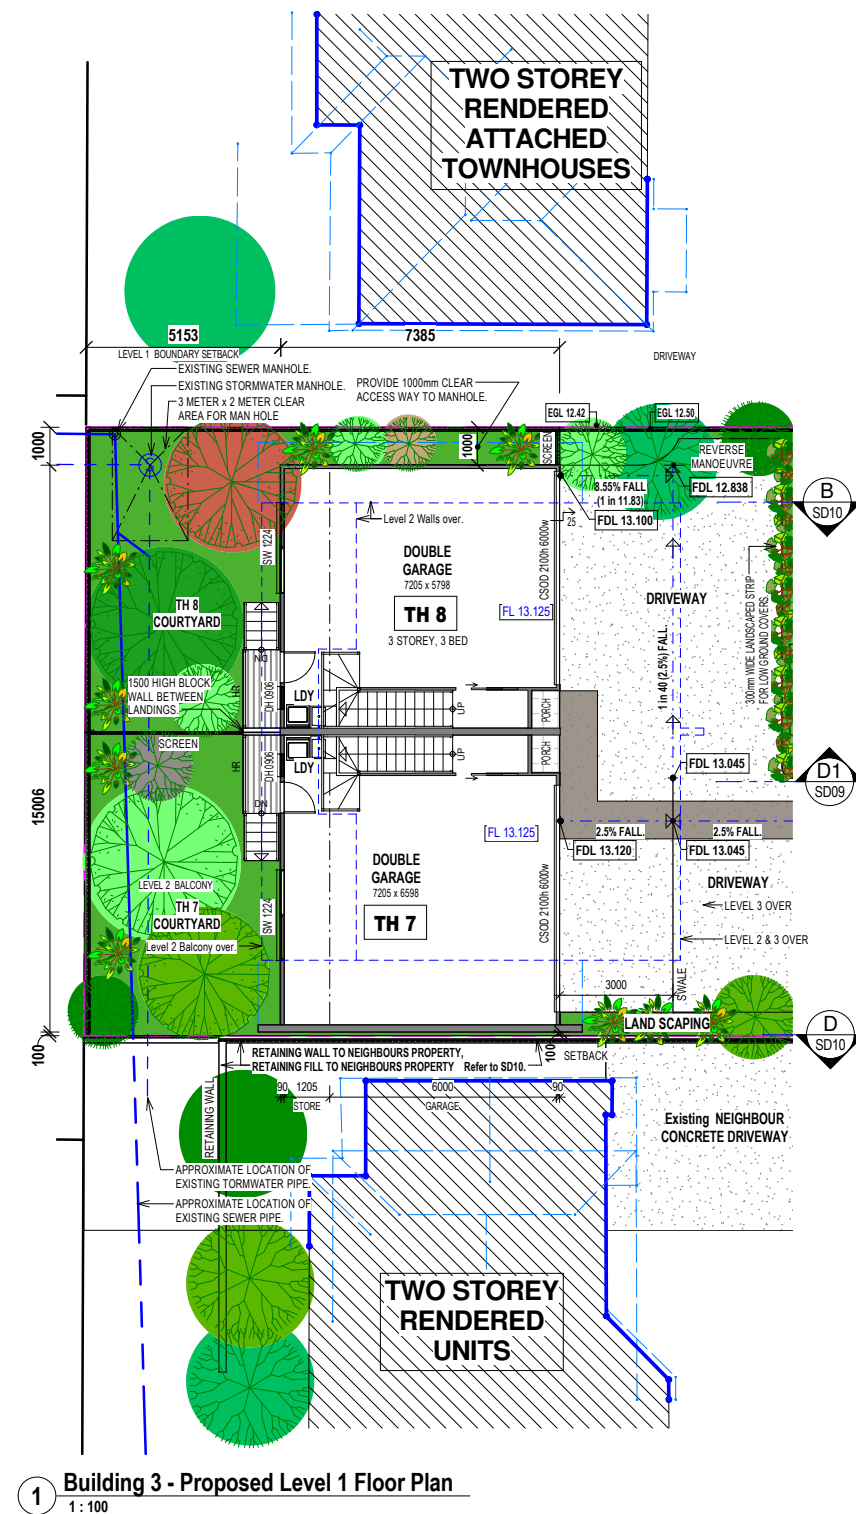 TWO STOREY
RENDERED
ATTACHED
TOWNHOUSES
5153
7385
LEVEL 1 BOUNDARY SETBACK
DRIVEWAY
EXISTING SEWER MANHOLE.
EXISTING STORMWATER MANHOLE.
3 METER x 2 METER CLEAR
AREA FOR MAN HOLE
PROVIDE 1000mm CLEAR
ACCESS WAY TO MANHOLE.
EGL 12.42
EGL 12.50
1000
1000
SCREEN
REVERSE
MANOEUVRE
FDL 12.838
8.55% FALL
(1 in 11.83)
FDL 13.100
25
B
SD10
Level 2 Walls over.
SW 1224
CSOD 2100h 6000w
DOUBLE
GARAGE
7205 x 5798
TH 8
3 STOREY, 3 BED
[FL 13.125]
DRIVEWAY
1 in 40 (2.5%) FALL.
300mm WIDE LANDSCAPED STRIP
FOR LOW GROUND COVERS.
TH 8
COURTYARD
DN
1500 HIGH BLOCK
WALL BETWEEN
LANDINGS.
HR
DH 0906
LDY
UP
PORCH
SCREEN
HR
DH 0906
LDY
UP
PORCH
DN
FDL 13.045
D1
SD09
15006
[FL 13.125]
2.5% FALL.
2.5% FALL.
FDL 13.120
FDL 13.045
DOUBLE
GARAGE
7205 x 6598
TH 7
LEVEL 2 BALCONY
TH 7
COURTYARD
Level 2 Balcony over.
SW 1224
CSOD 2100h 6000w
DRIVEWAY
LEVEL 3 OVER
LEVEL 2 & 3 OVER
3000
SWALE
LAND SCAPING
D
SD10
100
100
SETBACK
RETAINING WALL TO NEIGHBOURS PROPERTY,
RETAINING FILL TO NEIGHBOURS PROPERTY Refer to SD10.
90
1205
6000
90
STORE
GARAGE
RETAINING WALL
Existing NEIGHBOUR
CONCRETE DRIVEWAY
APPROXIMATE LOCATION OF
EXISTING TORMWATER PIPE.
APPROXIMATE LOCATION OF
EXISTING SEWER PIPE.
TWO STOREY
RENDERED
UNITS
1
Building 3 - Proposed Level 1 Floor Plan
1 : 100